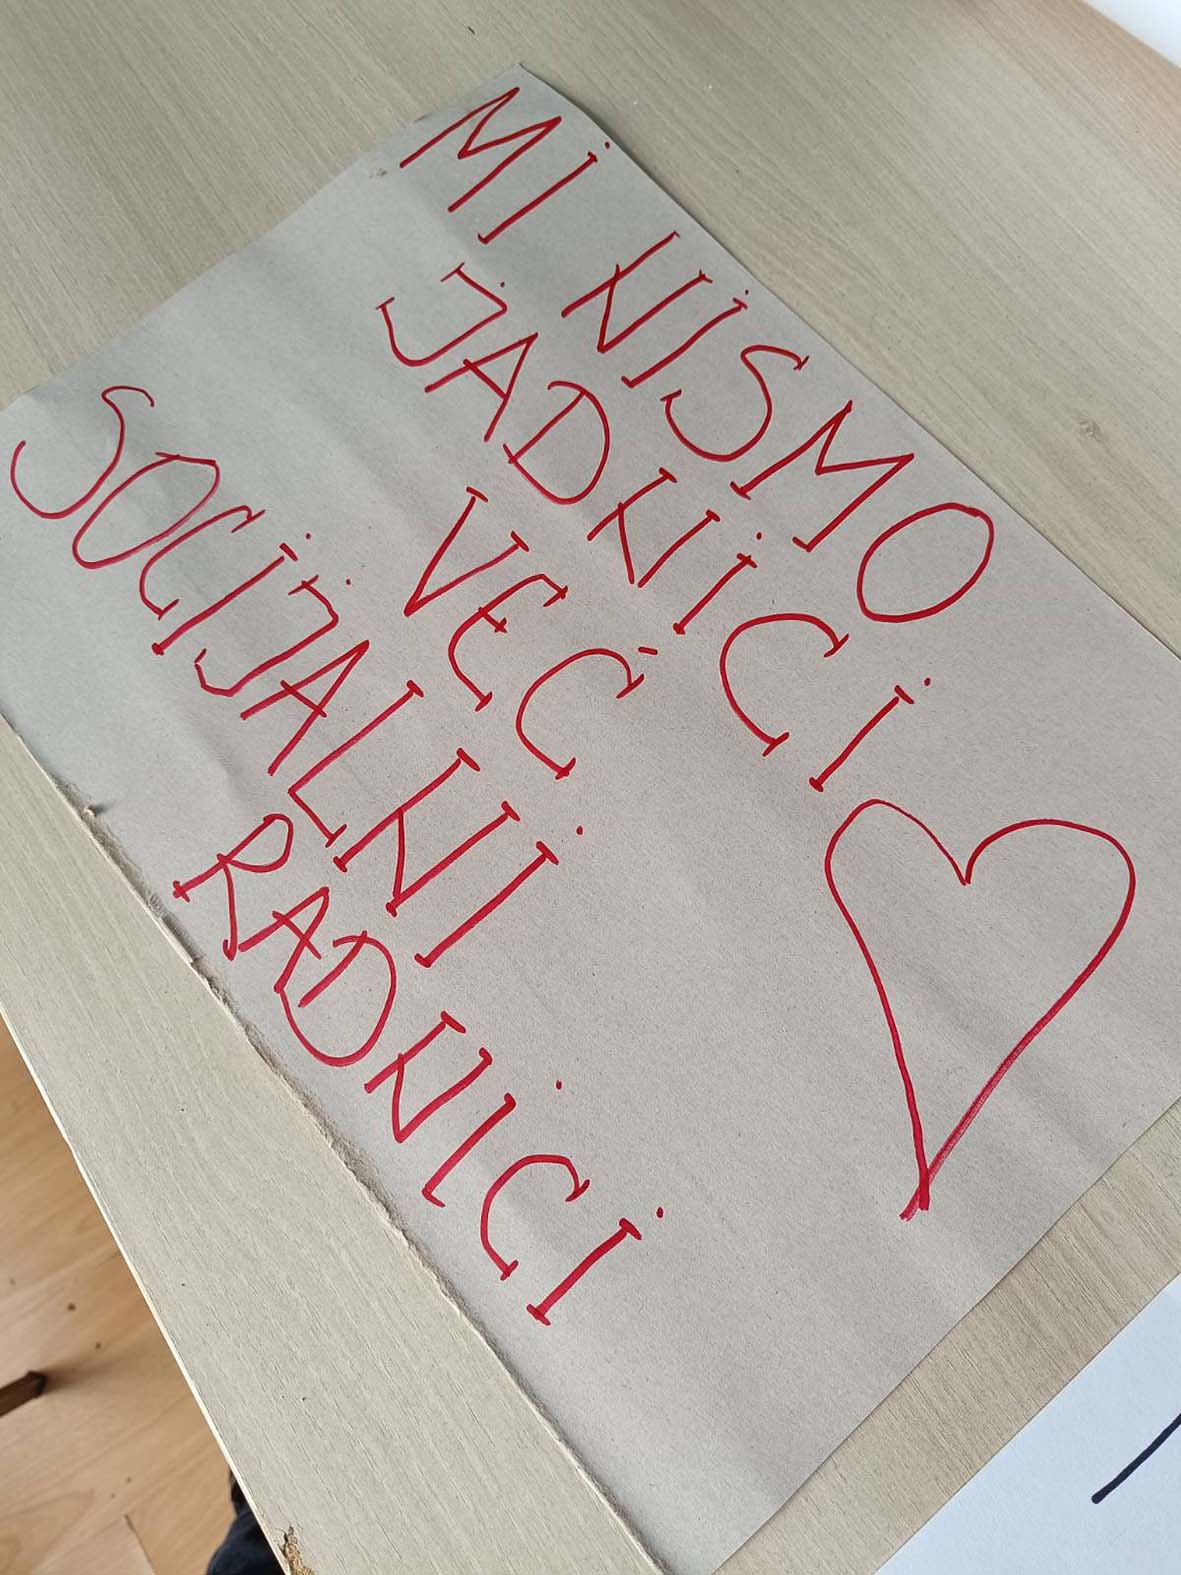 MI NISMO
JADNICI
VEĆ
SOCIJALNI
RADNICI